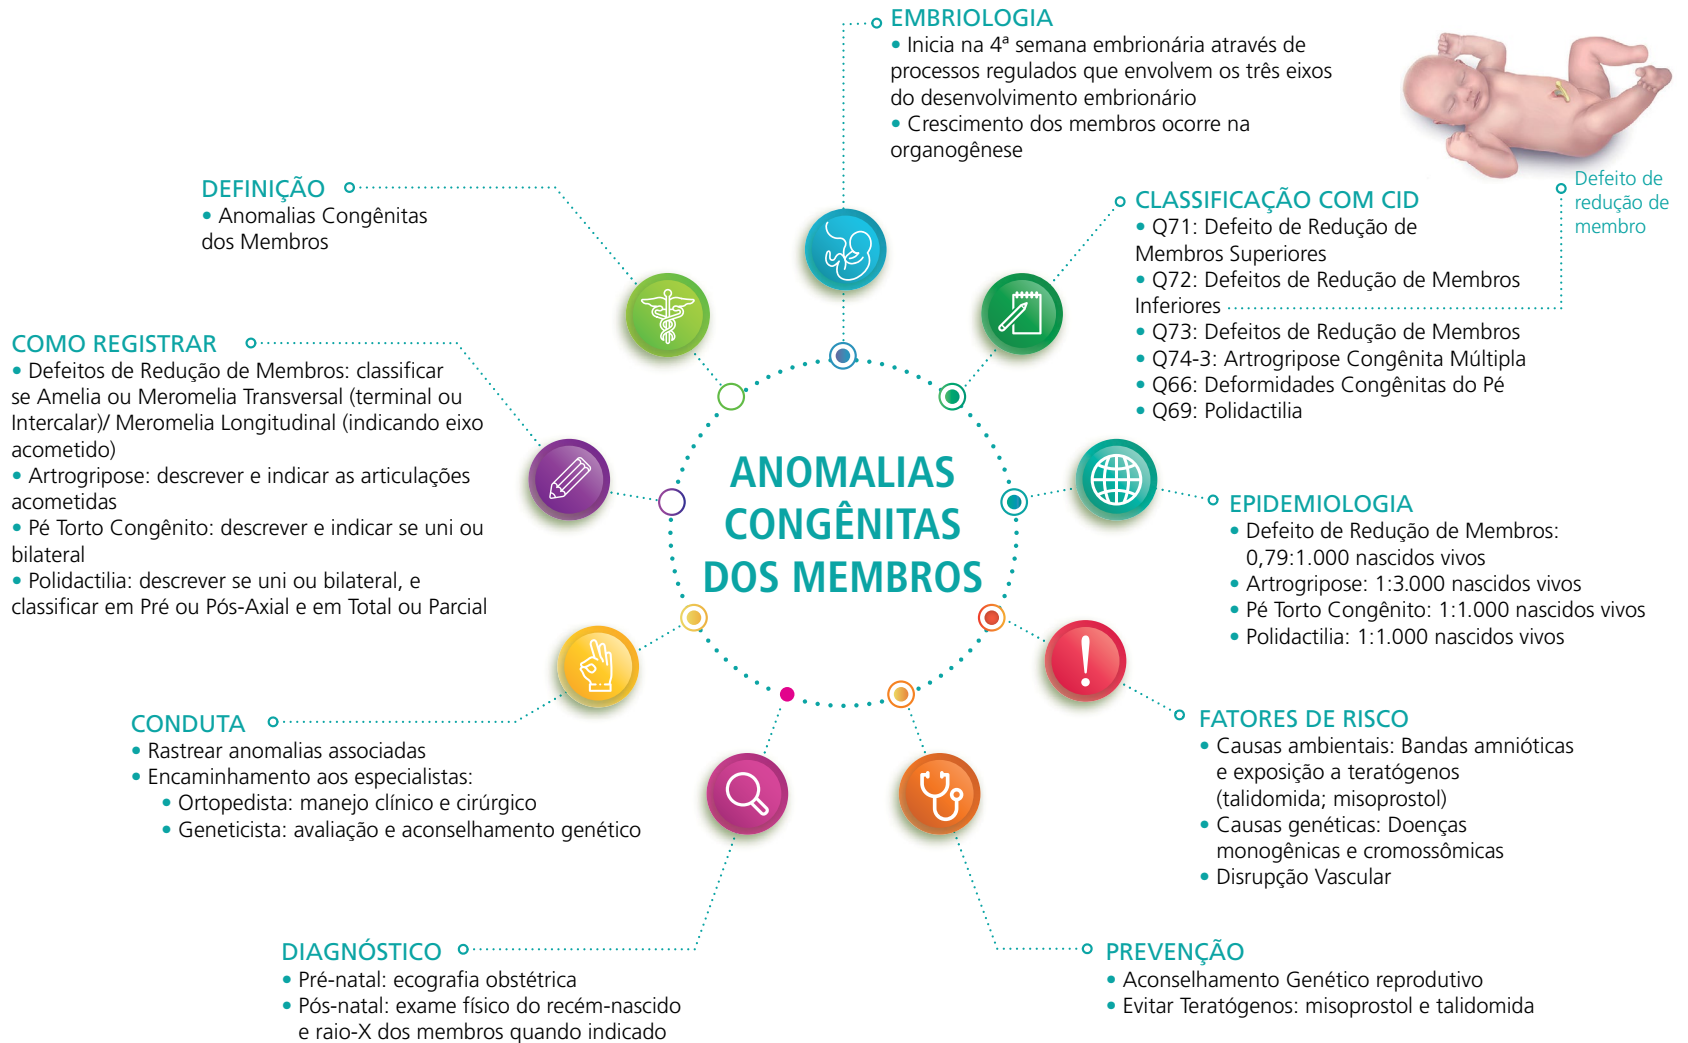 EMBRIOLOGIA
• Inicia na 4ª semana embrionária através de
processos regulados que envolvem os três eixos
do desenvolvimento embrionário
• Crescimento dos membros ocorre na
organogênese
Defeito de
redução de
membro
DEFINIÇÃO
• Anomalias Congênitas
dos Membros
CLASSIFICAÇÃO COM CID
• Q71: Defeito de Redução de
Membros Superiores
• Q72: Defeitos de Redução de Membros
Inferiores
• Q73: Defeitos de Redução de Membros
• Q74-3: Artrogripose Congênita Múltipla
• Q66: Deformidades Congênitas do Pé
• Q69: Polidactilia
COMO REGISTRAR
• Defeitos de Redução de Membros: classificar
se Amelia ou Meromelia Transversal (terminal ou
Intercalar)/ Meromelia Longitudinal (indicando eixo
acometido)
• Artrogripose: descrever e indicar as articulações
acometidas
• Pé Torto Congênito: descrever e indicar se uni ou
bilateral
• Polidactilia: descrever se uni ou bilateral, e
classificar em Pré ou Pós-Axial e em Total ou Parcial
ANOMALIAS
CONGÊNITAS
DOS MEMBROS
EPIDEMIOLOGIA
• Defeito de Redução de Membros:
0,79:1.000 nascidos vivos
• Artrogripose: 1:3.000 nascidos vivos
• Pé Torto Congênito: 1:1.000 nascidos vivos
• Polidactilia: 1:1.000 nascidos vivos
CONDUTA
• Rastrear anomalias associadas
• Encaminhamento aos especialistas:
• Ortopedista: manejo clínico e cirúrgico
• Geneticista: avaliação e aconselhamento genético
FATORES DE RISCO
• Causas ambientais: Bandas amnióticas
e exposição a teratógenos
(talidomida; misoprostol)
• Causas genéticas: Doenças
monogênicas e cromossômicas
• Disrupção Vascular
DIAGNÓSTICO
• Pré-natal: ecografia obstétrica
• Pós-natal: exame físico do recém-nascido
e raio-X dos membros quando indicado
PREVENÇÃO
• Aconselhamento Genético reprodutivo
• Evitar Teratógenos: misoprostol e talidomida